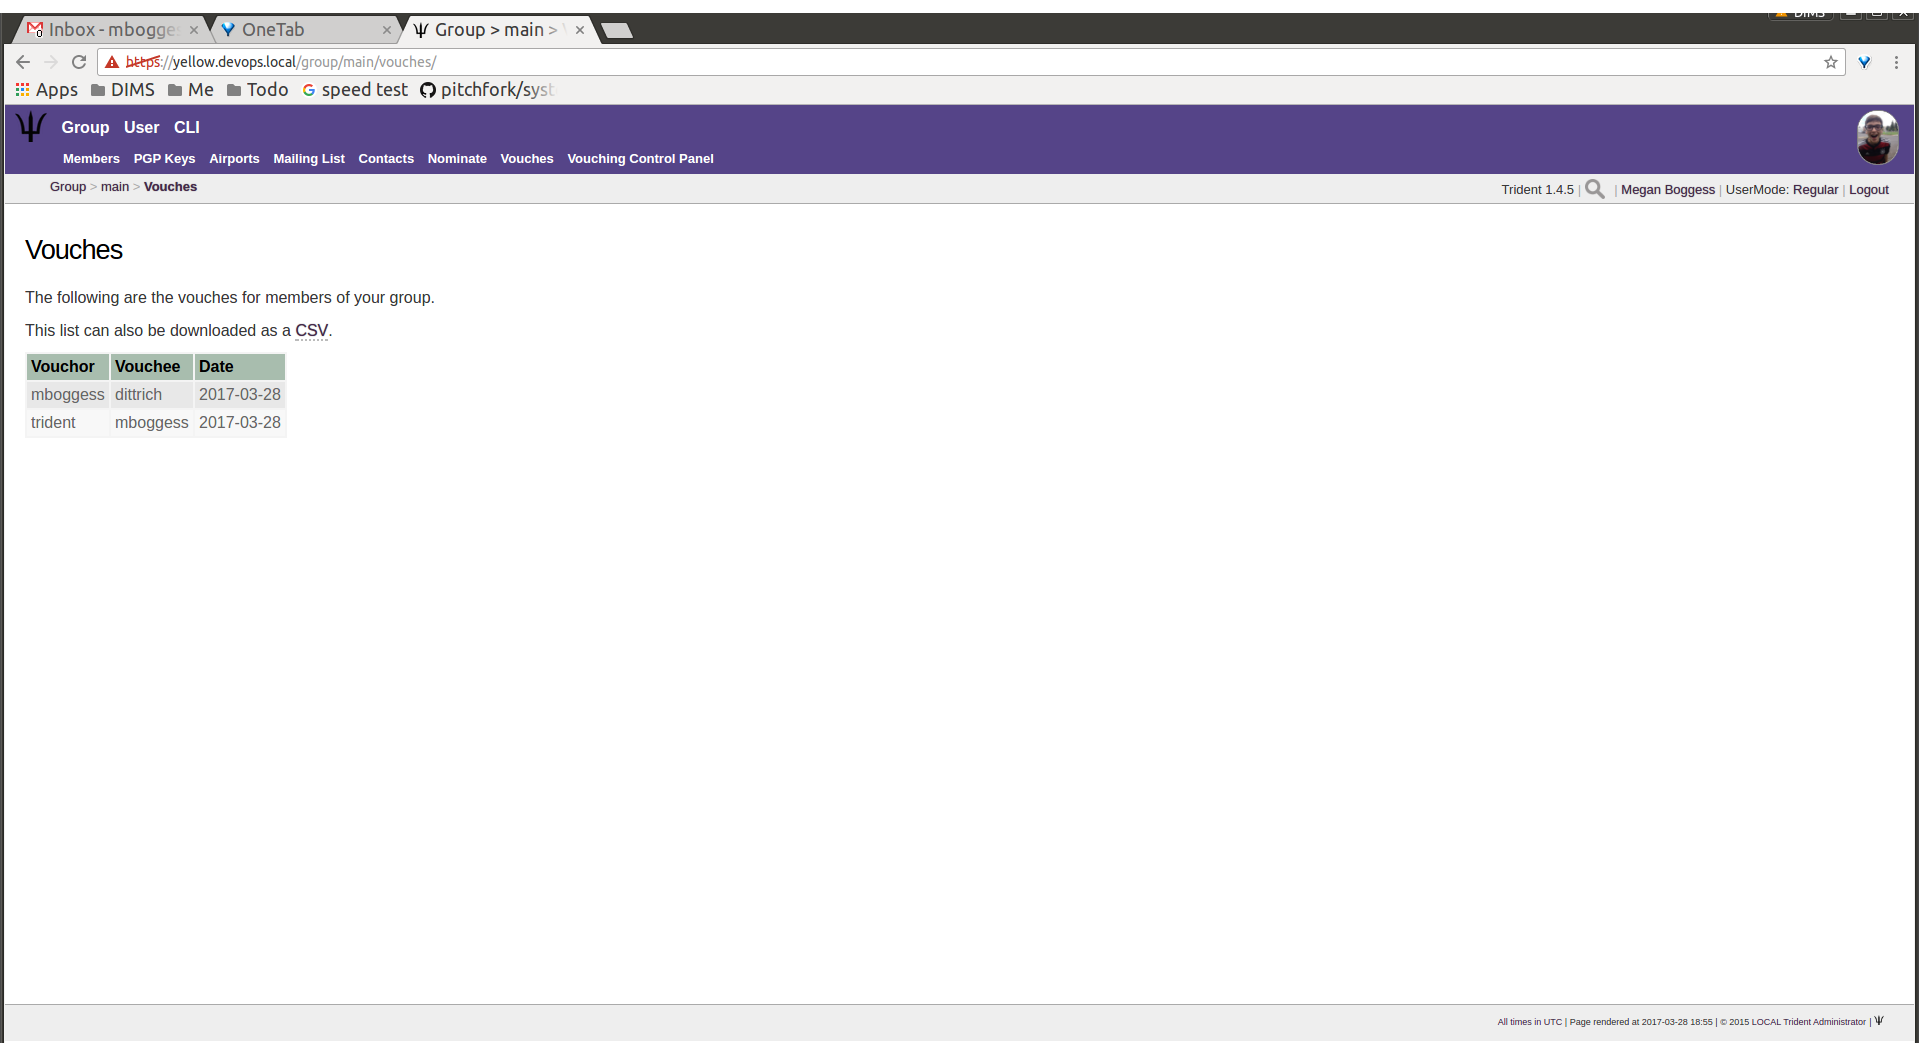 DIMS
Inbox - mbogge
OneTab
Group > main >
https://yellow.devops.local/group/main/vouches/
Apps DIMS Me Todo speed test pitchfork/syst
Group User CLI
Members PGP Keys Airports Mailing List Contacts Nominate Vouches Vouching Control Panel
Group > main > Vouches
Trident 1.4.5 | | Megan Boggess | UserMode: Regular | Logout
Vouches
The following are the vouches for members of your group.
This list can also be downloaded as a CSV.
Vouchor Vouchee Date
mboggess dittrich 2017-03-28
trident mboggess 2017-03-28
All times in UTC | Page rendered at 2017-03-28 18:55 | © 2015 LOCAL Trident Administrator |